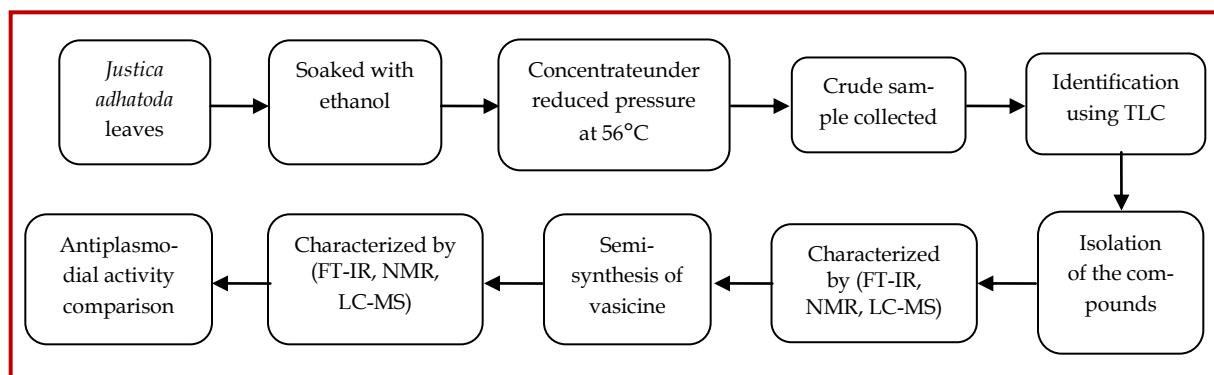 Justica
adhatoda
leaves
Soaked with
ethanol
Concentrateunder
reduced pressure
at 56°C
Crude sam-
ple collected
Identification
using TLC
Isolation
of the com-
pounds
Characterized
by (FT-IR,
NMR, LC-MS)
Semi-
synthesis of
vasicine
Characterized by
(FT-IR, NMR,
LC-MS)
Antiplasmo-
dial activity
comparison